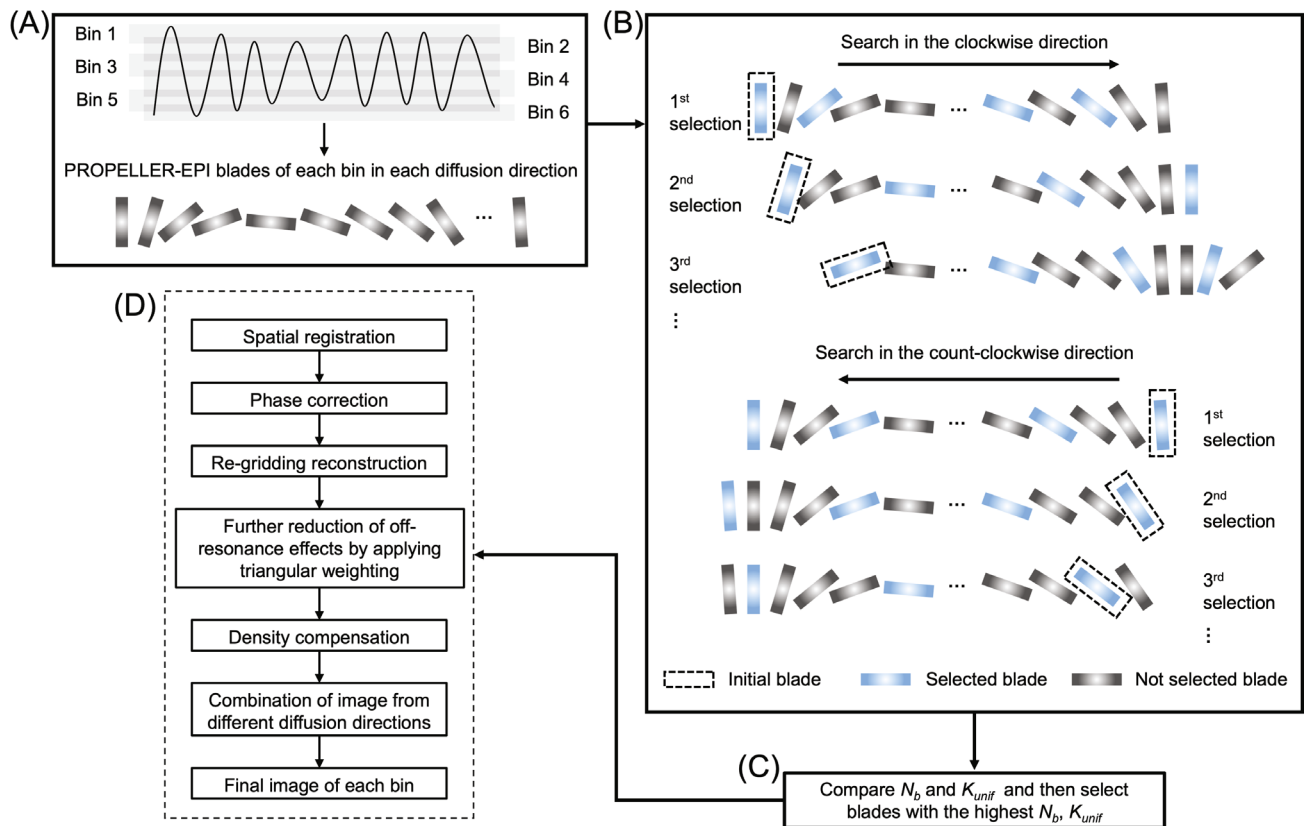 (A)
Bin 1
Bin 2
Bin 3
Bin 4
Bin 5
Bin 6
PROPELLER-EPI blades of each bin in each diffusion direction
...
(B)
Search in the clockwise direction
1st
selection
...
2nd
selection
...
3rd
selection
...
⋮
Search in the count-clockwise direction
...
1st
selection
...
2nd
selection
...
3rd
selection
⋮
Initial blade
Selected blade
Not selected blade
(C)
Compare Nb and Kunif and then select
blades with the highest Nb, Kunif
(D)
Spatial registration
Phase correction
Re-gridding reconstruction
Further reduction of off-
resonance effects by applying
triangular weighting
Density compensation
Combination of image from
different diffusion directions
Final image of each bin